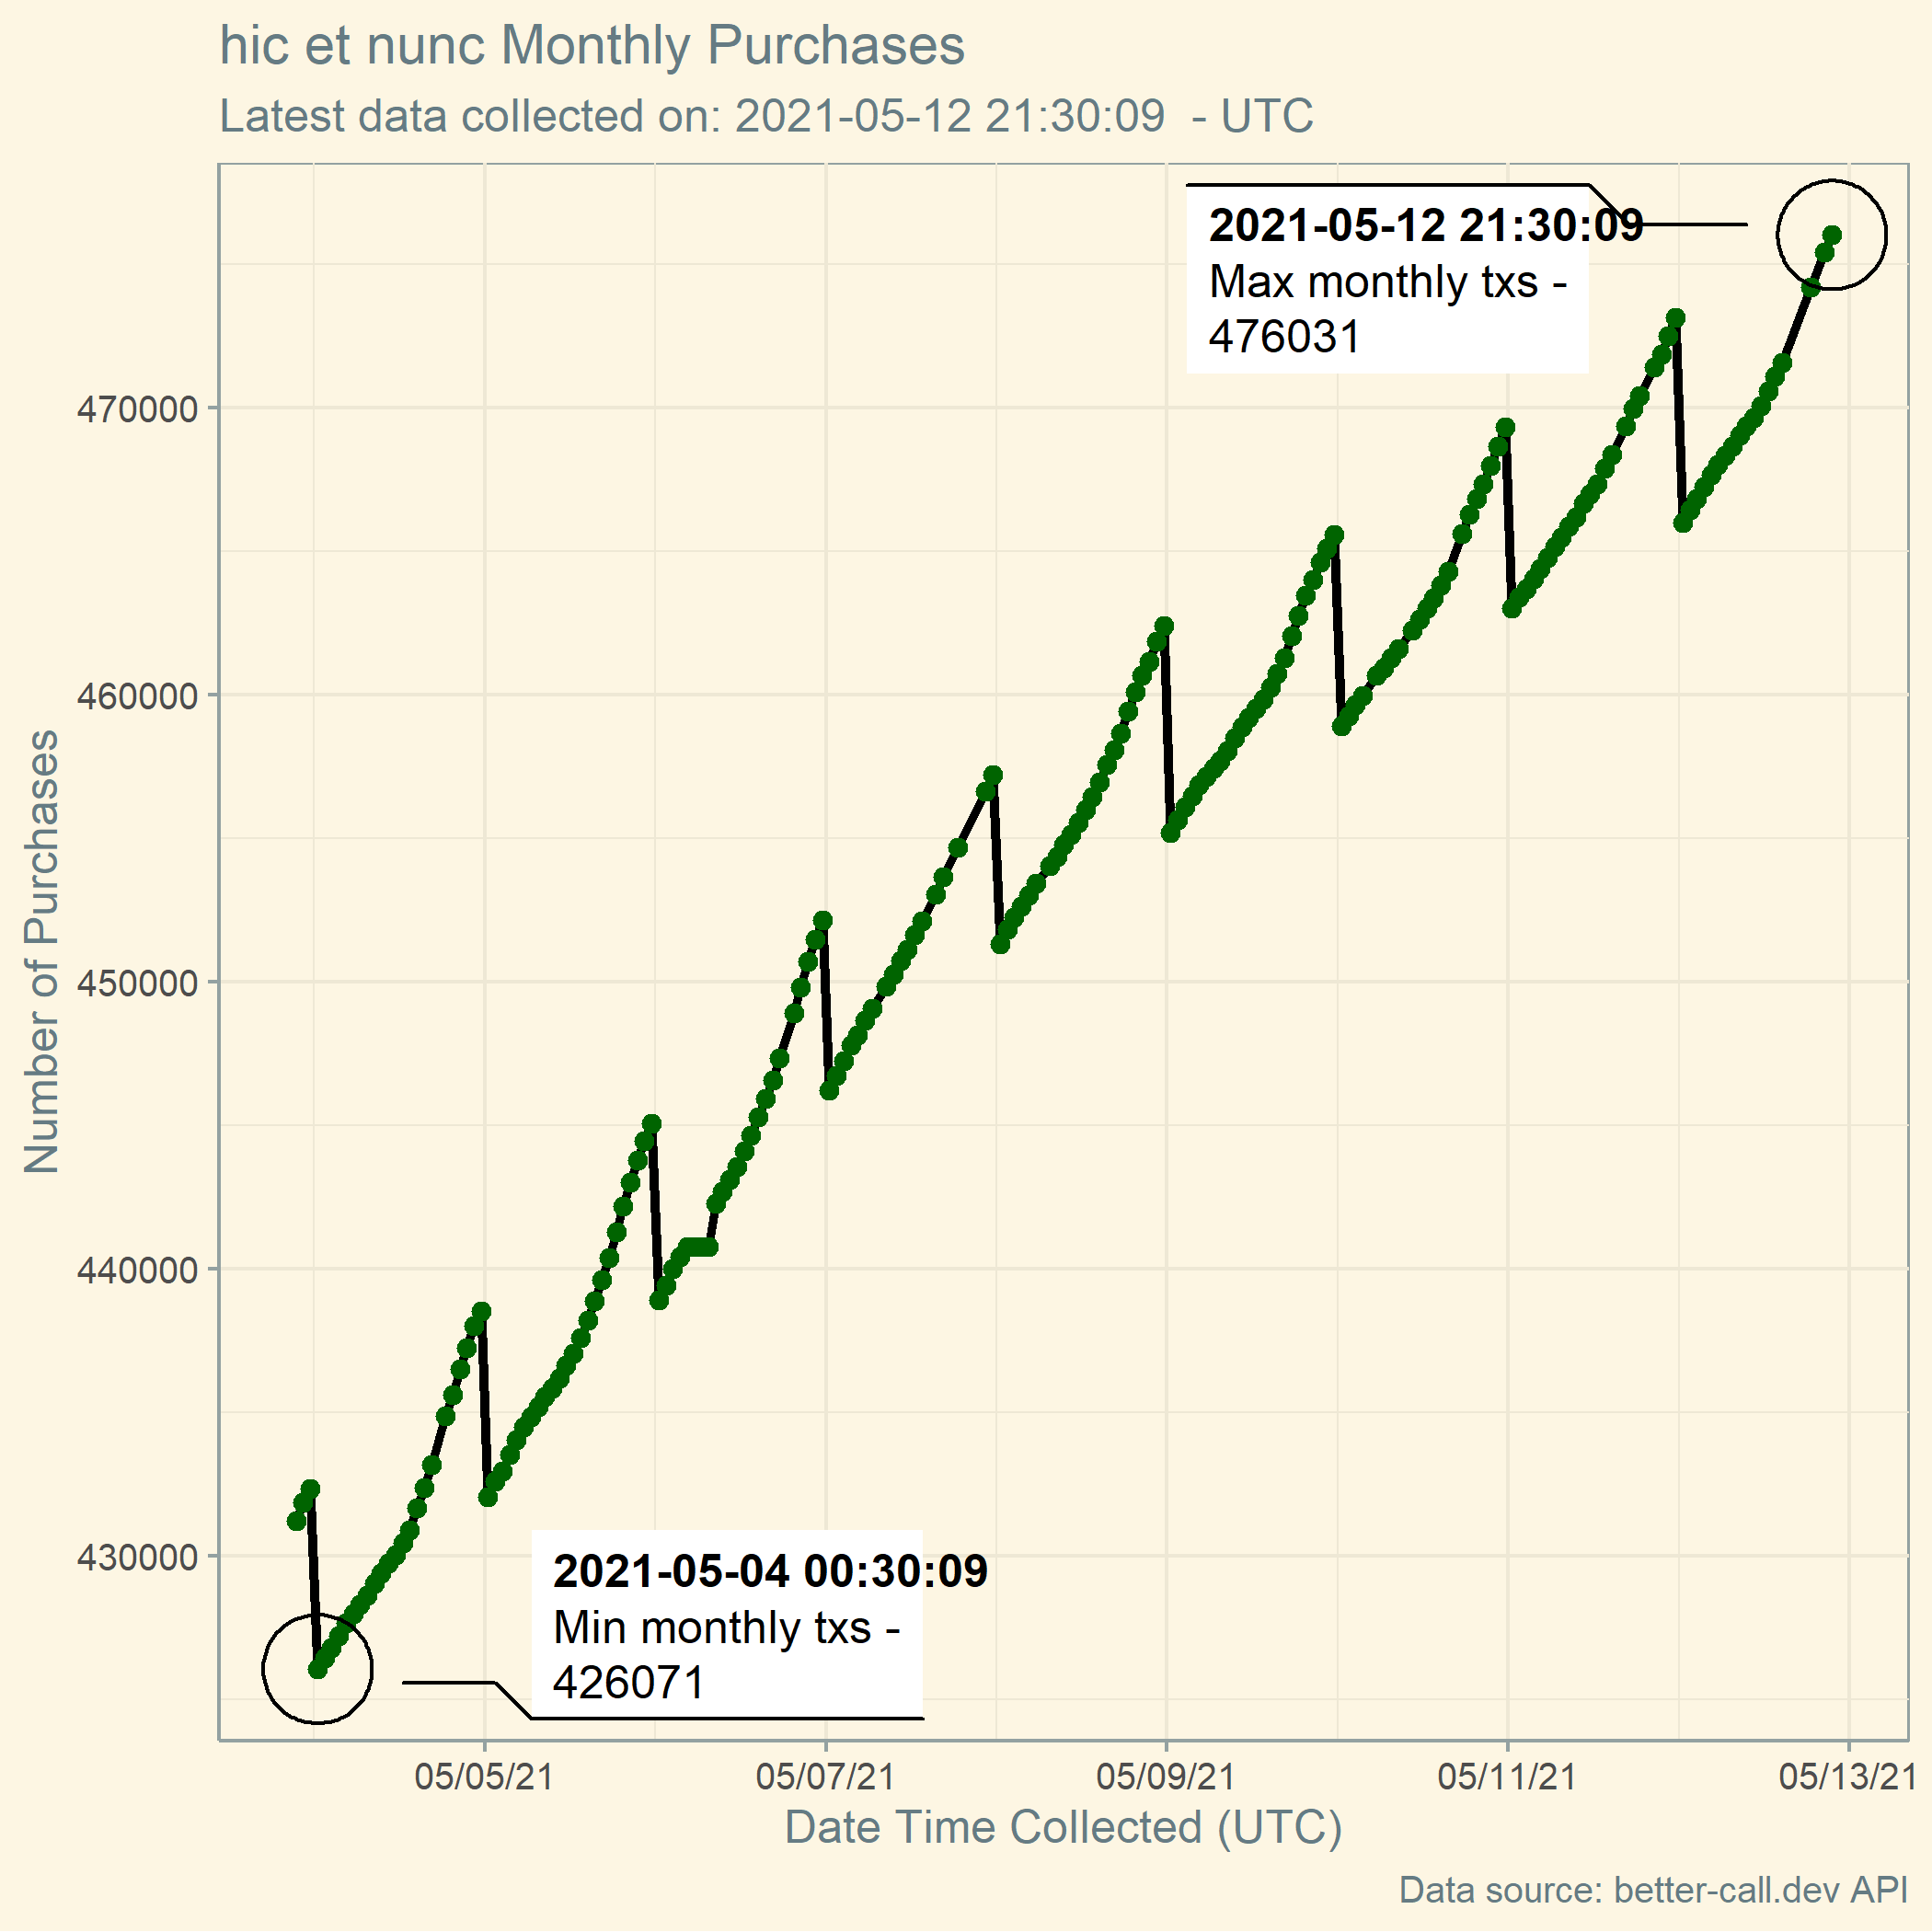 hic et nunc Monthly Purchases
Latest data collected on: 2021-05-12 21:30:09  - UTC
2021-05-12 21:30:09
Max monthly txs -
476031
470000
460000
450000
440000
430000
Number of Purchases
2021-05-04 00:30:09
Min monthly txs -
426071
05/05/21
05/07/21
05/09/21
05/11/21
05/13/21
Date Time Collected (UTC)
Data source: better-call.dev API